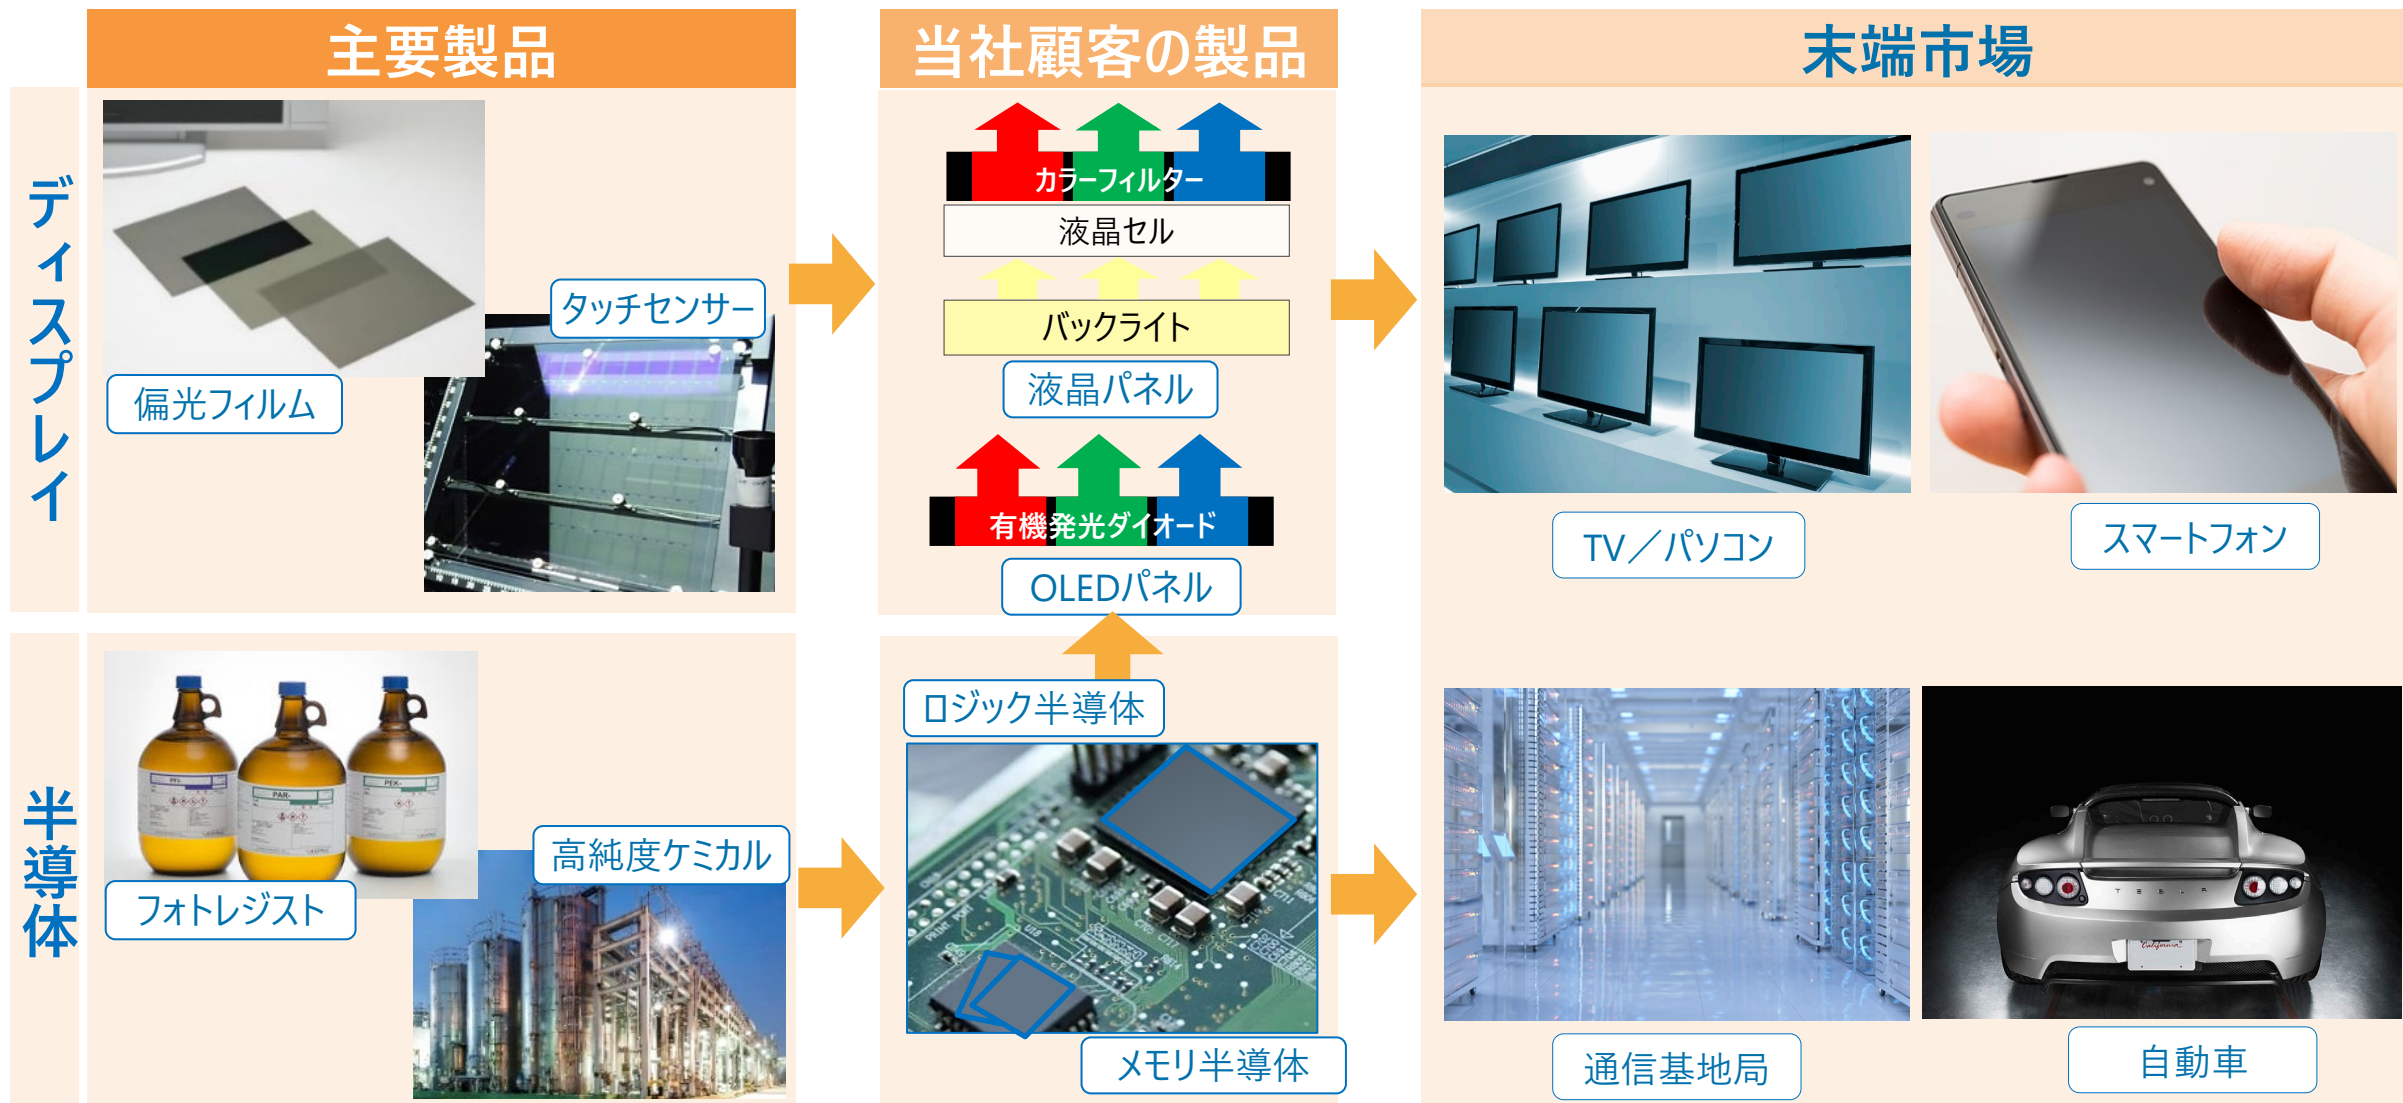 主要製品
当社顧客の製品
末端市場
ディスプレイ
偏光フィルム
タッチセンサー
カラーフィルター
液晶セル
バックライト
液晶パネル
有機発光ダイオード
OLEDパネル
TV／パソコン
スマートフォン
半導体
PAR-
PEK-
フォトレジスト
高純度ケミカル
ロジック半導体
メモリ半導体
通信基地局
TESLA
California
自動車